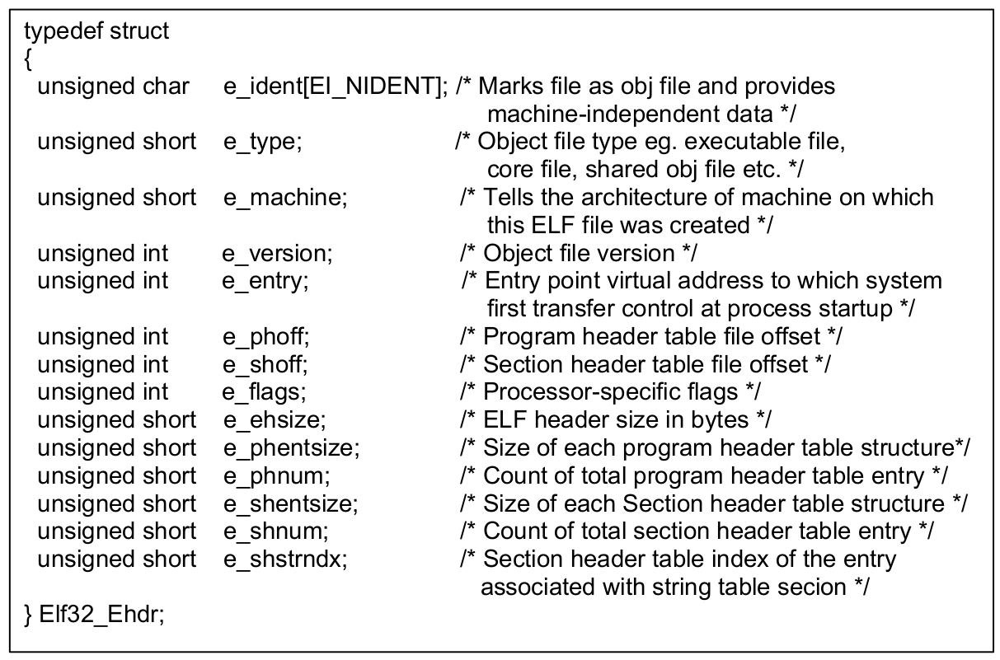 typedef struct
{
unsigned char e_ident[EI_NIDENT]; /* Marks file as obj file and provides
machine-independent data */
unsigned short e_type; /* Object file type eg. executable file,
core file, shared obj file etc. */
unsigned short e_machine; /* Tells the architecture of machine on which
this ELF file was created */
unsigned int e_version; /* Object file version */
unsigned int e_entry; /* Entry point virtual address to which system
first transfer control at process startup */
unsigned int e_phoff; /* Program header table file offset */
unsigned int e_shoff; /* Section header table file offset */
unsigned int e_flags; /* Processor-specific flags */
unsigned short e_ehsize; /* ELF header size in bytes */
unsigned short e_phentsize; /* Size of each program header table structure*/
unsigned short e_phnum; /* Count of total program header table entry */
unsigned short e_shentsize; /* Size of each Section header table structure */
unsigned short e_shnum; /* Count of total section header table entry */
unsigned short e_shstrndx; /* Section header table index of the entry
associated with string table secion */
} Elf32_Ehdr;